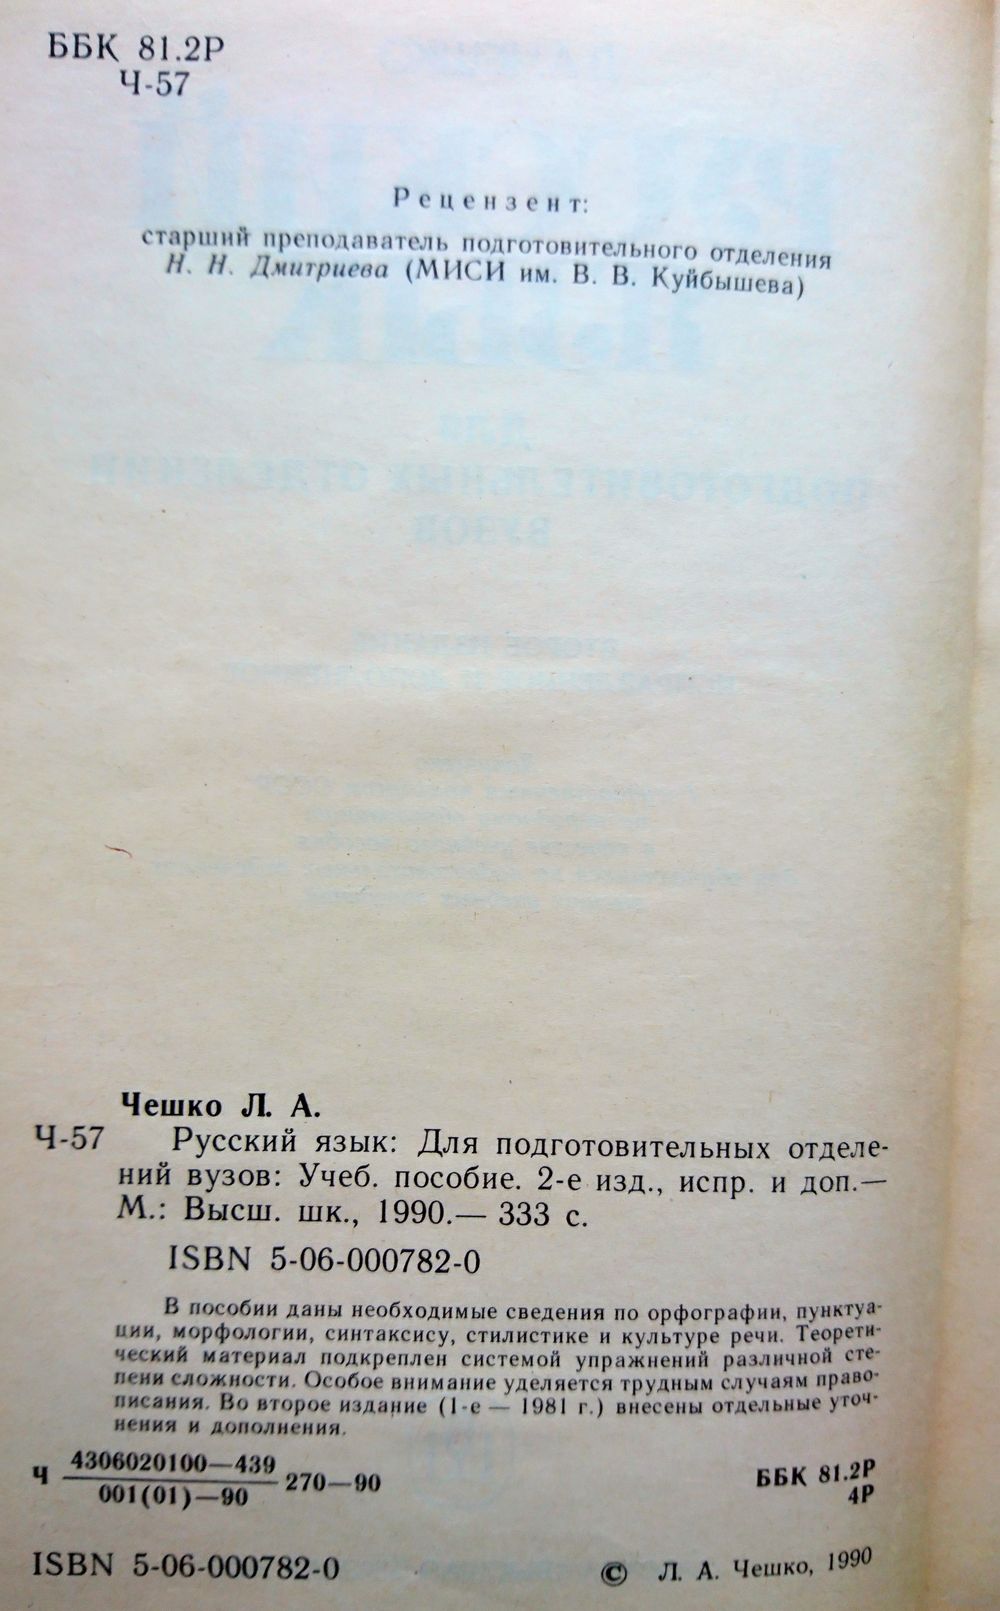 ББК 81.2Р
Ч-57
Рецензент:
старший преподаватель подготовительного отделения
Н. Н. Дмитриева (МИСИ им. В. В. Куйбышева)
Чешко Л. А.
Ч-57 Русский язык: Для подготовительных отделе-
ний вузов: Учеб. пособие. 2-е изд., испр. и доп.—
М.: Высш. шк., 1990.— 333 с.
ISBN 5-06-000782-0
В пособии даны необходимые сведения по орфографии, пунктуа-
ции, морфологии, синтаксису, стилистике и культуре речи. Теорети-
ческий материал подкреплен системой упражнений различной сте-
пени сложности. Особое внимание уделяется трудным случаям право-
писания. Во второе издание (1-е — 1981 г.) внесены отдельные уточ-
нения и дополнения.
Ч 4306020100—439 270—90
001(01)—90
ББК 81.2Р
4Р
ISBN 5-06-000782-0
© Л. А. Чешко, 1990